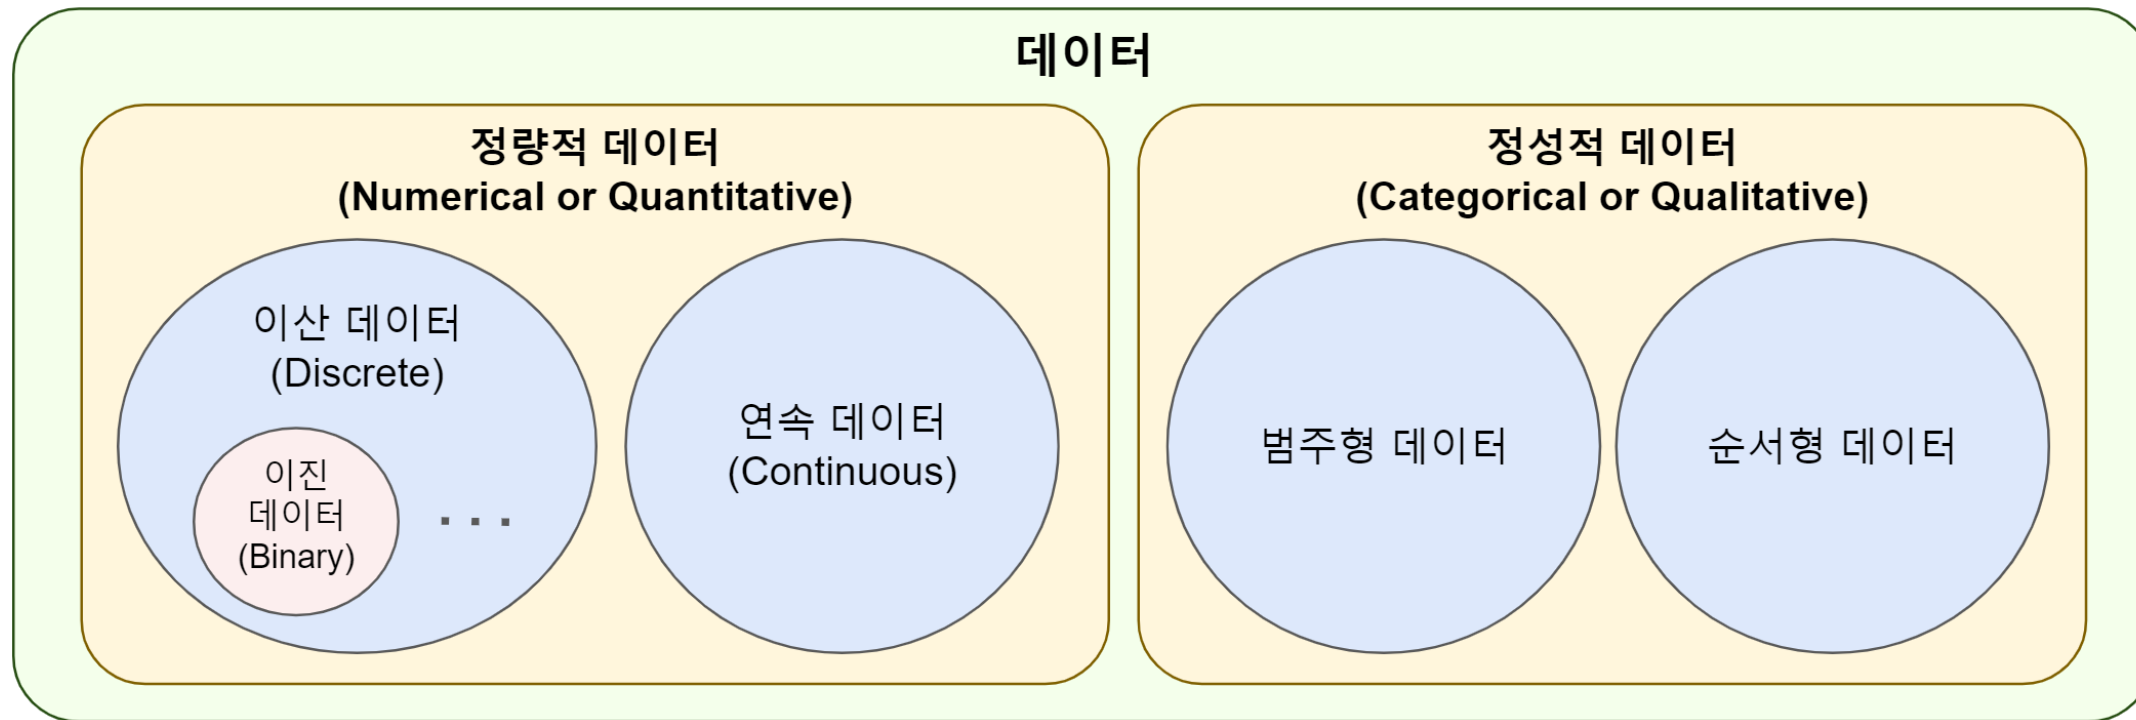 데이터
정량적 데이터
(Numerical or Quantitative)
이산 데이터
(Discrete)
이진
데이터
(Binary)
...
연속 데이터
(Continuous)
정성적 데이터
(Categorical or Qualitative)
범주형 데이터
순서형 데이터